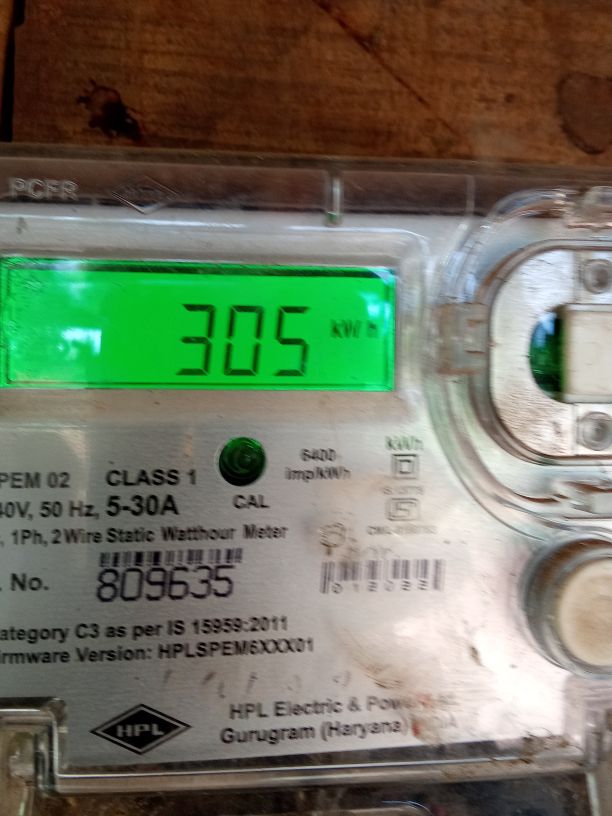 305 kWh
6400 kWh
PEM 02 CLASS 1 imp/kWh
40V, 50 Hz, 5-30A CAL
, 1Ph, 2 Wire Static Watthour Meter
. No. 809635
ategory C3 as per IS 15959:2011
irmware Version: HPLSPEM6XXX01
HPL HPL Electric &
Gurugram (Haryana)